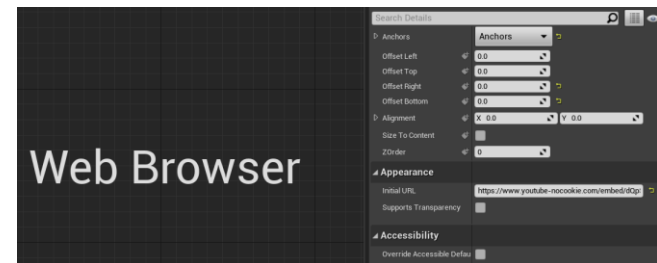 Web Browser
Search Details
Anchors Anchors
Offset Left 0.0
Offset Top 0.0
Offset Right 0.0
Offset Bottom 0.0
Alignment X 0.0 Y 0.0
Size To Content
ZOrder 0
Appearance
Initial URL https://www.youtube-nocookie.com/embed/dQp
Supports Transparency
Accessibility
Override Accessible Defau